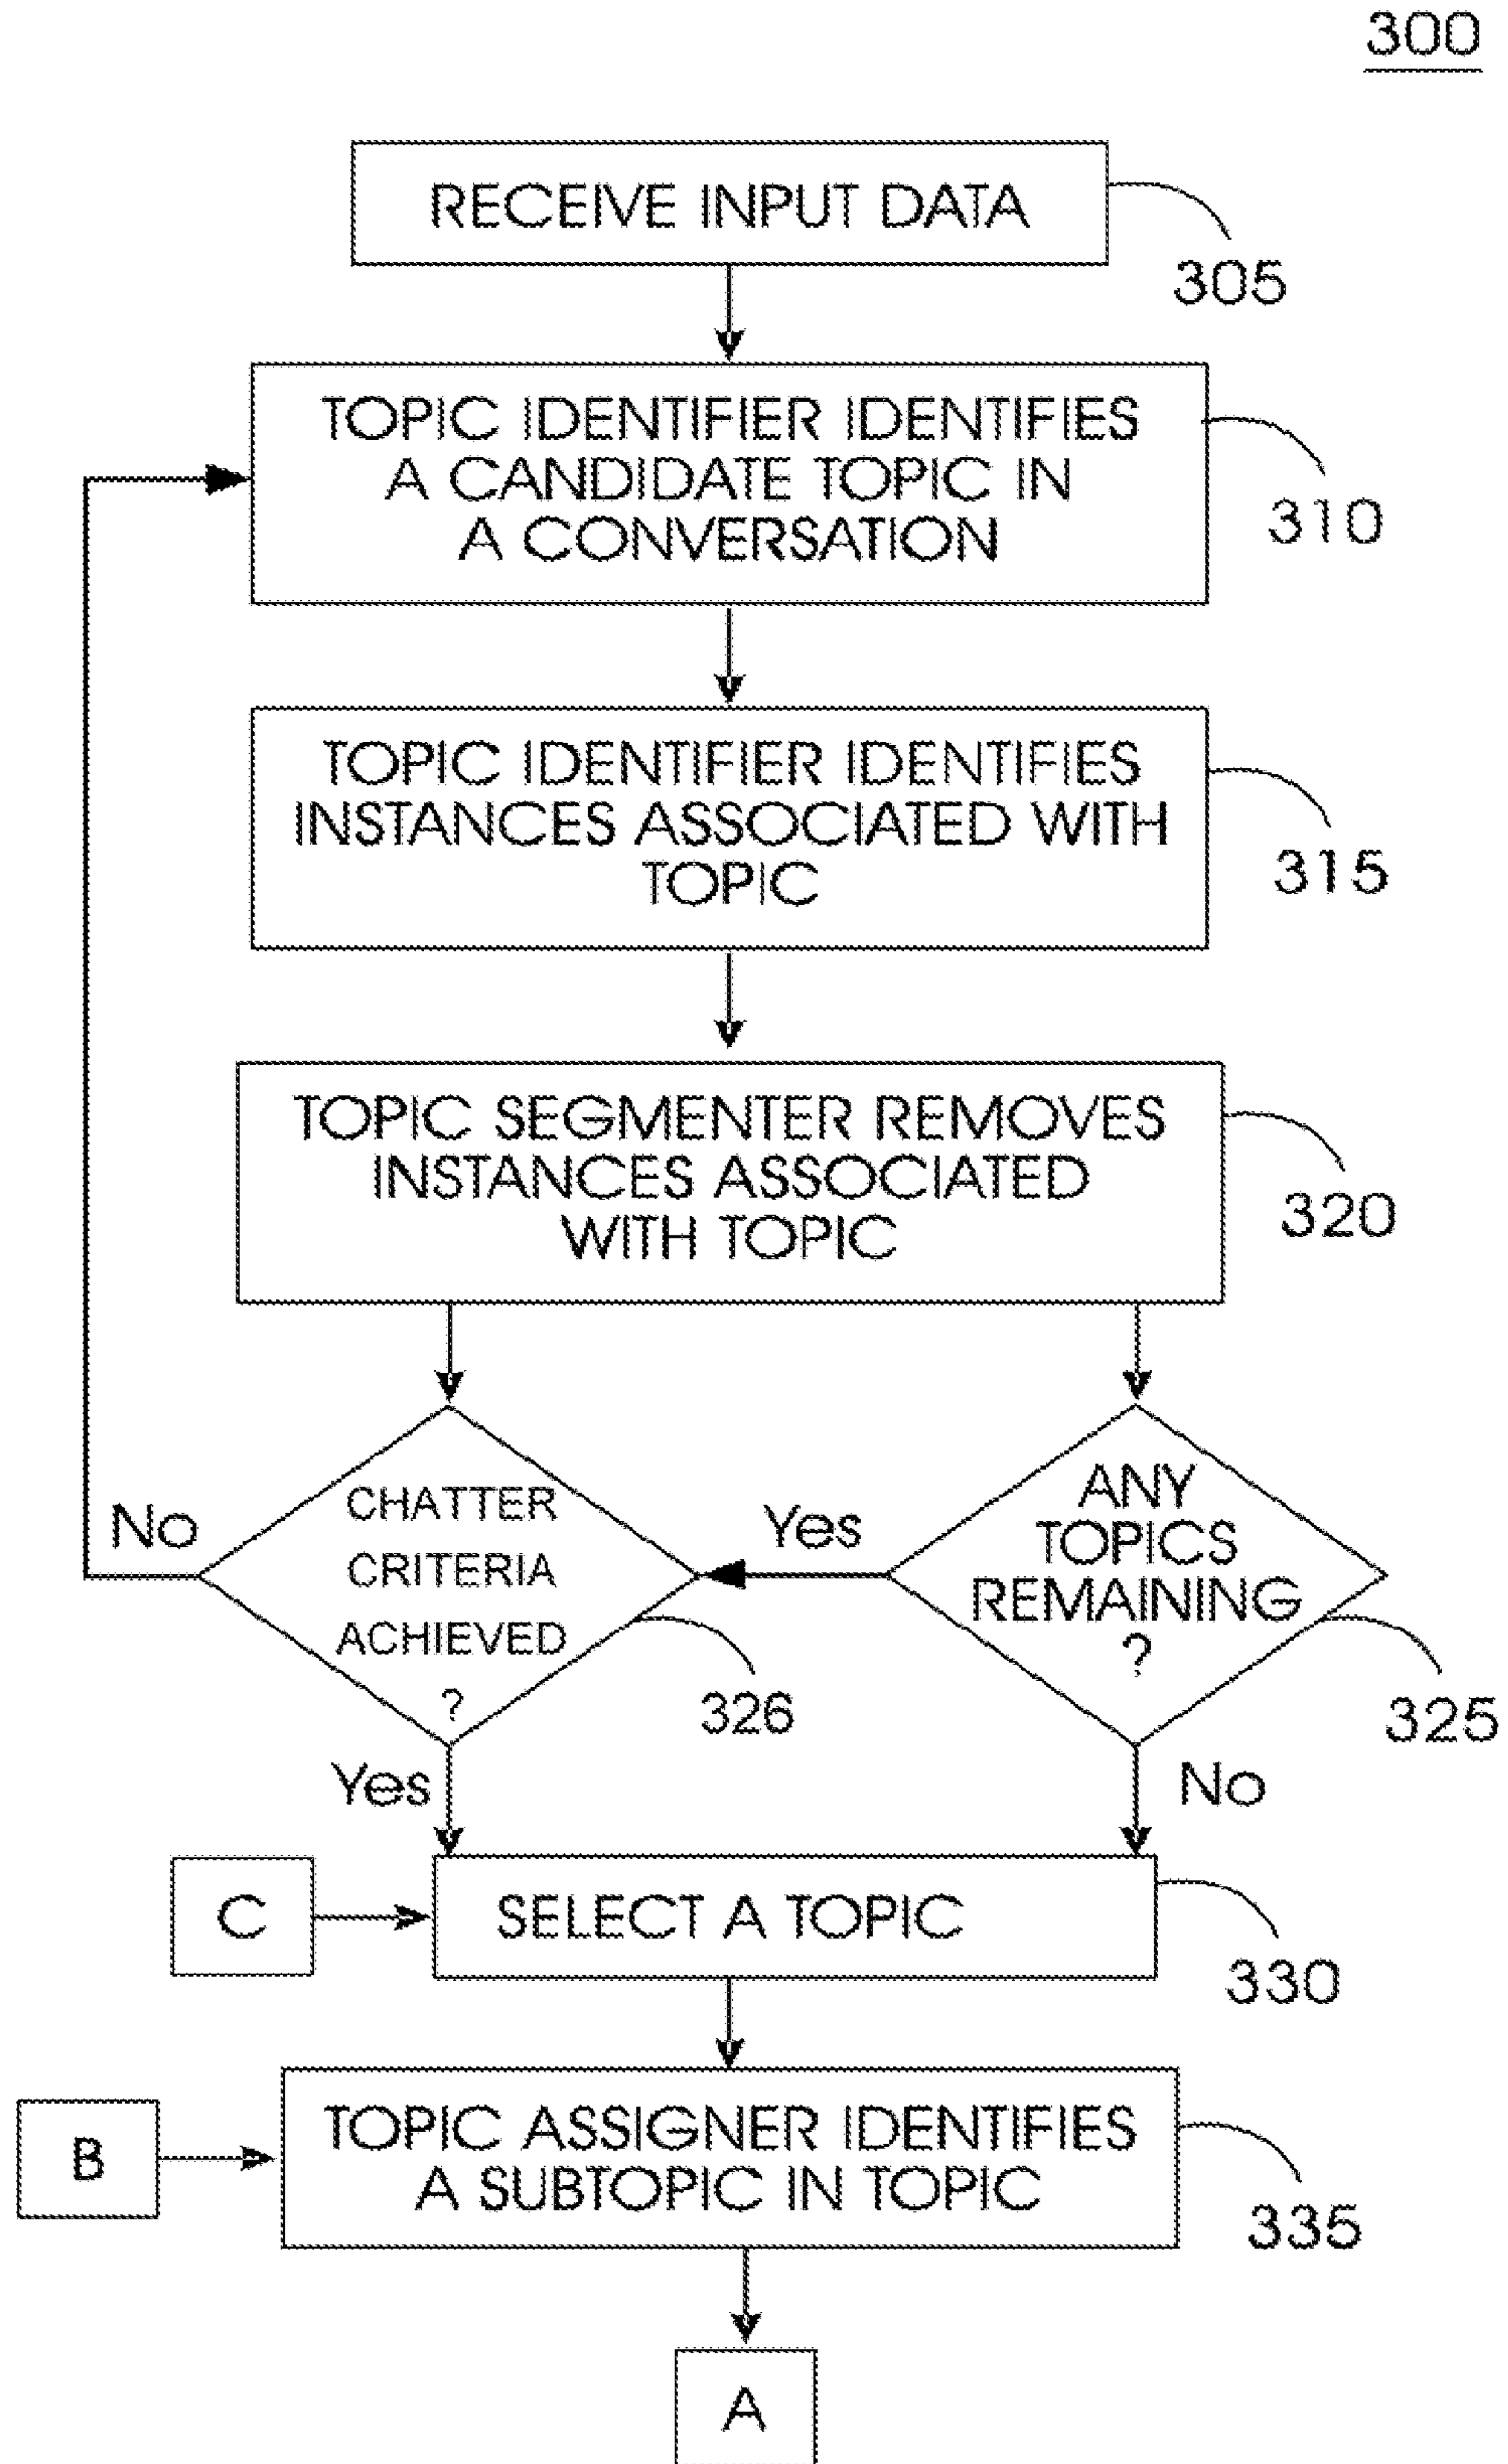 300
RECEIVE INPUT DATA
305
TOPIC IDENTIFIER IDENTIFIES
A CANDIDATE TOPIC IN
A CONVERSATION
310
TOPIC IDENTIFIER IDENTIFIES
INSTANCES ASSOCIATED WITH
TOPIC
315
TOPIC SEGMENTER REMOVES
INSTANCES ASSOCIATED
WITH TOPIC
320
No
CHATTER
CRITERIA
ACHIEVED
?
326
Yes
ANY
TOPICS
REMAINING
?
325
Yes
No
C
SELECT A TOPIC
330
B
TOPIC ASSIGNER IDENTIFIES
A SUBTOPIC IN TOPIC
335
A